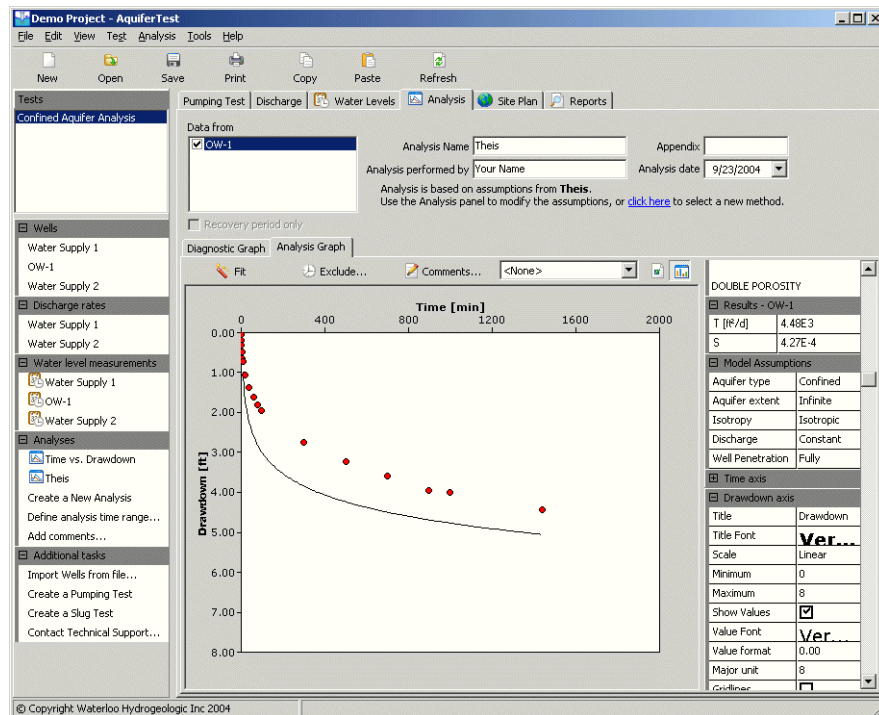 Demo Project - AquiferTest
File Edit View Test Analysis Tools Help
New Open Save Print Copy Paste Refresh
Tests
Confined Aquifer Analysis
Wells
Water Supply 1
OW-1
Water Supply 2
Discharge rates
Water Supply 1
Water Supply 2
Water level measurements
Water Supply 1
OW-1
Water Supply 2
Analyses
Time vs. Drawdown
Theis
Create a New Analysis
Define analysis time range...
Add comments...
Additional tasks
Import Wells from file...
Create a Pumping Test
Create a Slug Test
Contact Technical Support...
Pumping Test Discharge Water Levels Analysis Site Plan Reports
Data from
OW-1
Recovery period only
Analysis Name Theis Appendix
Analysis performed by Your Name Analysis date 9/23/2004
Analysis is based on assumptions from Theis.
Use the Analysis panel to modify the assumptions, or click here to select a new method.
Diagnostic Graph Analysis Graph
Fit Exclude... Comments... <None>
Time [min]
0 400 800 1200 1600 2000
Drawdown [ft]
0.00
1.00
2.00
3.00
4.00
5.00
6.00
7.00
8.00
DOUBLE POROSITY
Results - OW-1
T [ft²/d] 4.48E3
S 4.27E-4
Model Assumptions
Aquifer type Confined
Aquifer extent Infinite
Isotropy Isotropic
Discharge Constant
Well Penetration Fully
Time axis
Drawdown axis
Title Drawdown
Title Font Ver...
Scale Linear
Minimum 0
Maximum 8
Show Values
Value Font Ver...
Value format 0.00
Major unit 8
Gridlines
© Copyright Waterloo Hydrogeologic Inc 2004